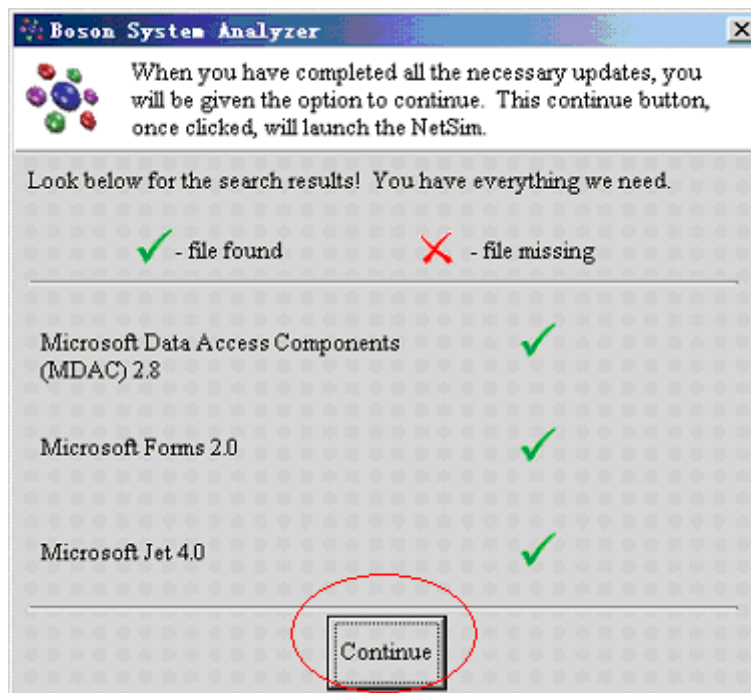 Boson System Analyzer
When you have completed all the necessary updates, you
will be given the option to continue. This continue button,
once clicked, will launch the NetSim.
Look below for the search results! You have everything we need.
- file found
- file missing
Microsoft Data Access Components
(MDAC) 2.8
Microsoft Forms 2.0
Microsoft Jet 4.0
Continue